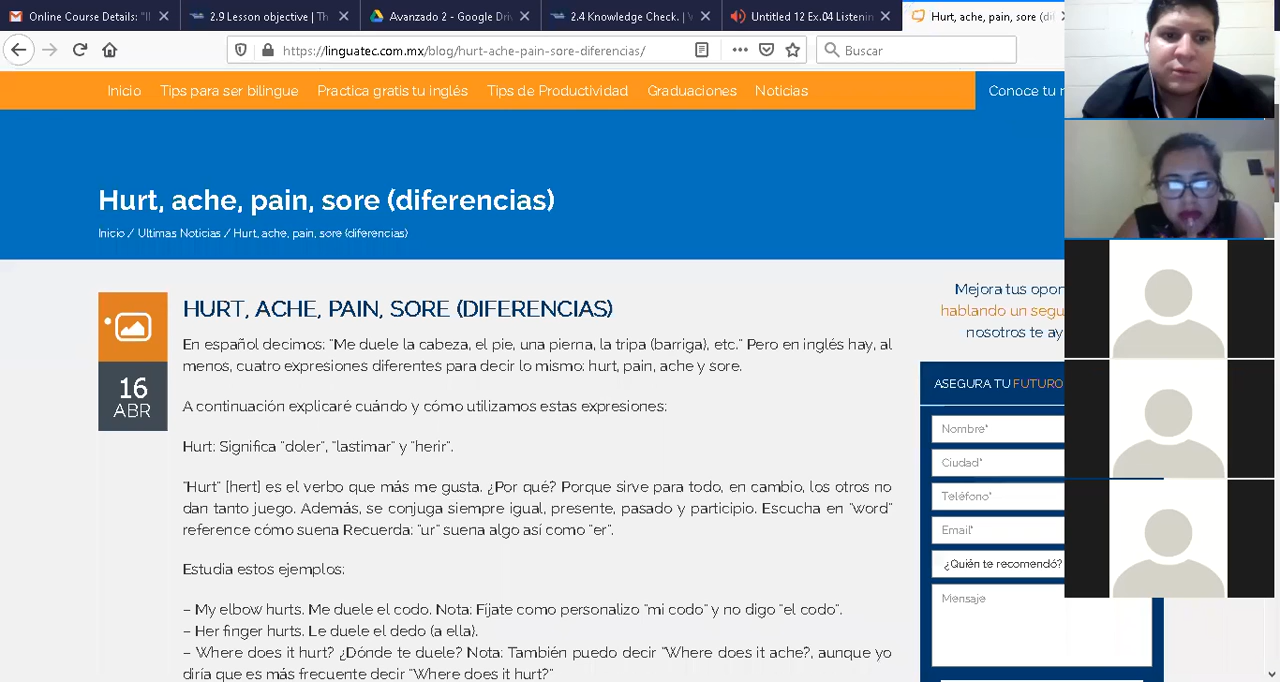 Online Course Details: "I
2.9 Lesson objective | Th
Avanzado 2 - Google Driv
2.4 Knowledge Check. | V
Untitled 12 Ex.04 Listenin
Hurt, ache, pain, sore (di
https://linguatec.com.mx/blog/hurt-ache-pain-sore-diferencias/
Buscar
Inicio Tips para ser bilingue Practica gratis tu inglés Tips de Productividad Graduaciones Noticias Conoce tu
Hurt, ache, pain, sore (diferencias)
Inicio / Ultimas Noticias / Hurt, ache, pain, sore (diferencias)
16
ABR
HURT, ACHE, PAIN, SORE (DIFERENCIAS)
En español decimos: "Me duele la cabeza, el pie, una pierna, la tripa (barriga), etc." Pero en inglés hay, al
menos, cuatro expresiones diferentes para decir lo mismo: hurt, pain, ache y sore.
A continuación explicaré cuándo y cómo utilizamos estas expresiones:
Hurt: Significa "doler", "lastimar" y "herir".
"Hurt" [hert] es el verbo que más me gusta. ¿Por qué? Porque sirve para todo, en cambio, los otros no
dan tanto juego. Además, se conjuga siempre igual, presente, pasado y participio. Escucha en "word"
reference cómo suena Recuerda: "ur" suena algo así como "er".
Estudia estos ejemplos:
– My elbow hurts. Me duele el codo. Nota: Fíjate como personalizo "mi codo" y no digo "el codo".
– Her finger hurts. Le duele el dedo (a ella).
– Where does it hurt? ¿Dónde te duele? Nota: También puedo decir "Where does it ache?, aunque yo
diría que es más frecuente decir "Where does it hurt?"
Mejora tus opor
hablando un segu
nosotros te ay
ASEGURA TU FUTURO
Nombre*
Ciudad*
Teléfono*
Email*
¿Quién te recomendó?
Mensaje